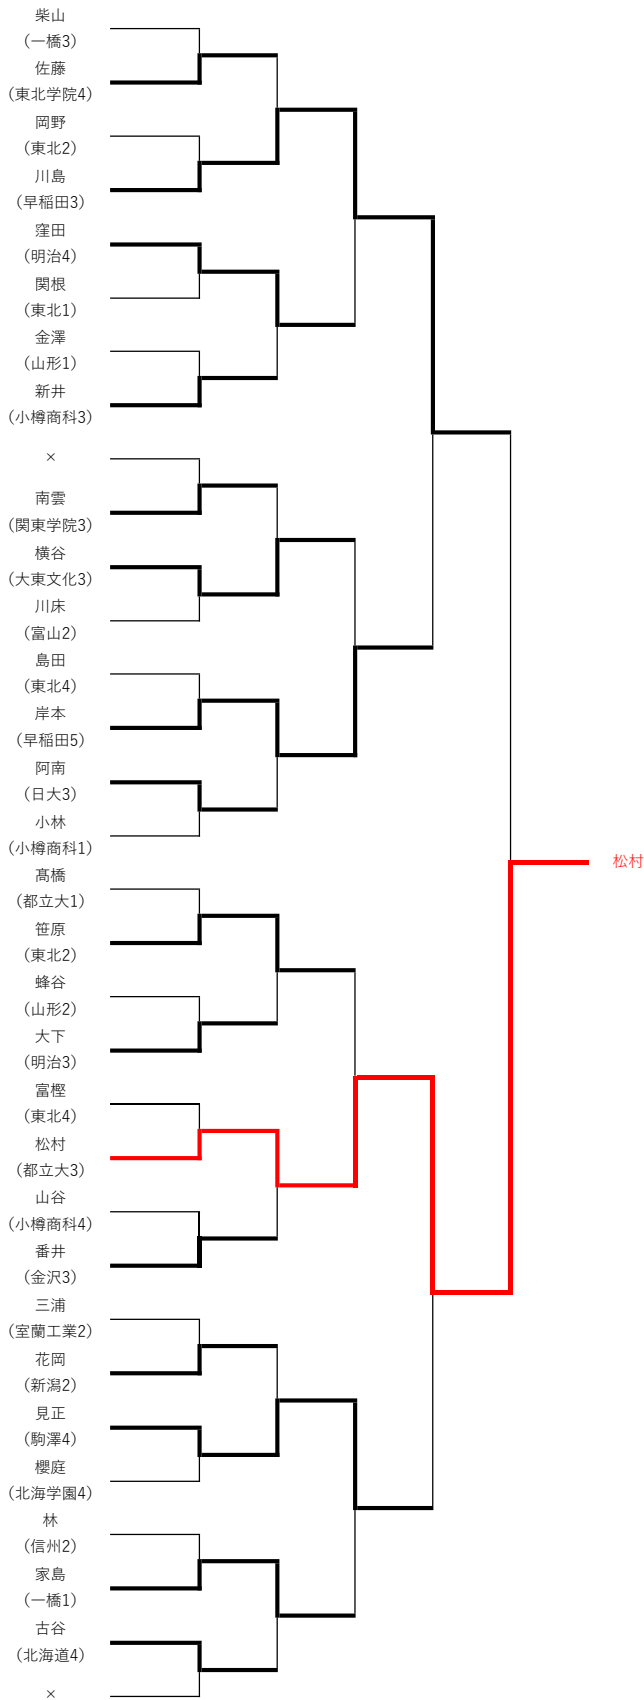 柴山
(一橋3)
佐藤
(東北学院4)
岡野
(東北2)
川島
(早稲田3)
窪田
(明治4)
関根
(東北1)
金澤
(山形1)
新井
(小樽商科3)
×
南雲
(関東学院3)
横谷
(大東文化3)
川床
(富山2)
島田
(東北4)
岸本
(早稲田5)
阿南
(日大3)
小林
(小樽商科1)
髙橋
(都立大1)
笹原
(東北2)
蜂谷
(山形2)
大下
(明治3)
富樫
(東北4)
松村
(都立大3)
山谷
(小樽商科4)
番井
(金沢3)
三浦
(室蘭工業2)
花岡
(新潟2)
見正
(駒澤4)
櫻庭
(北海学園4)
林
(信州2)
家島
(一橋1)
古谷
(北海道4)
×
松村